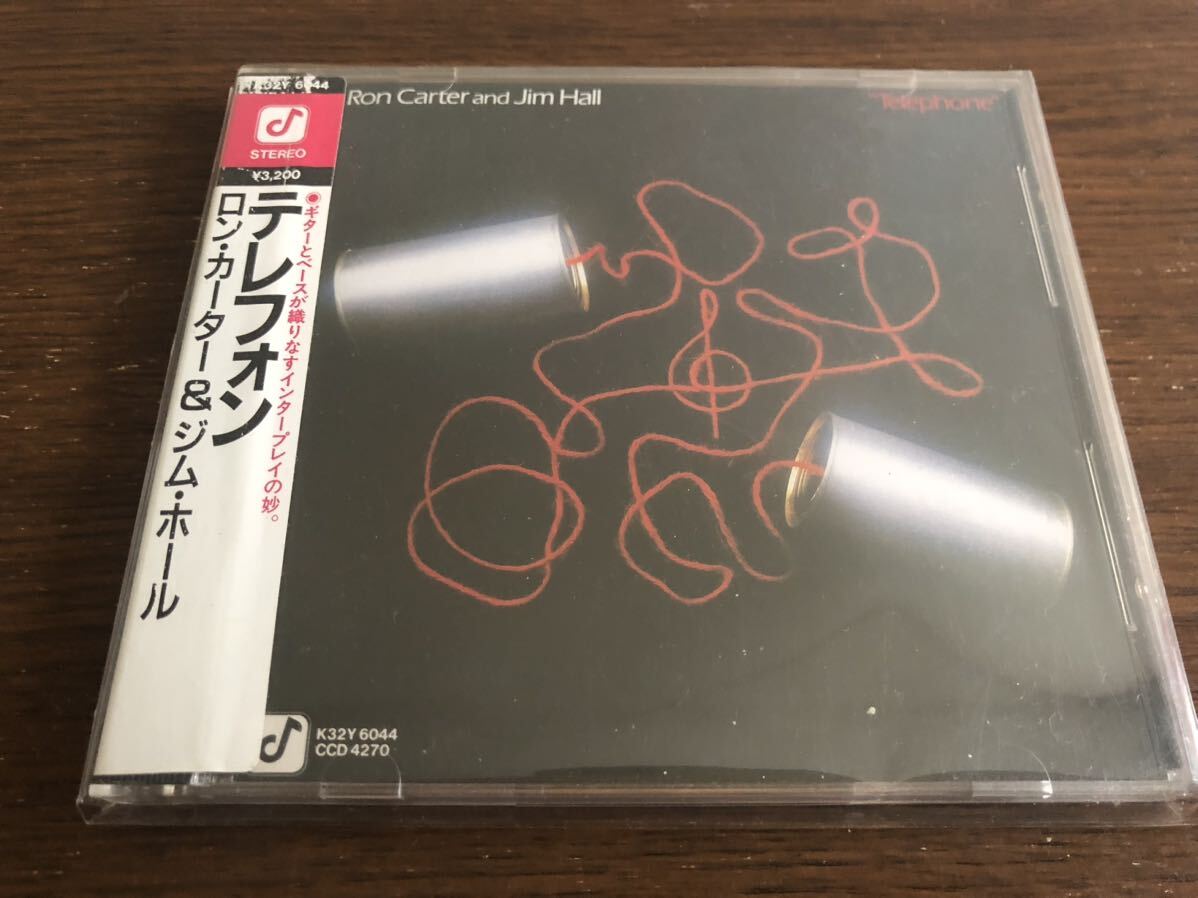 K32Y 6044
STEREO
¥3,200
●ギターとベースが織りなすインタープレイの妙。
テレフォン
ロン・カーター&ジム・ホール
Ron Carter and Jim Hall
"Telephone"
K32Y 6044
CCD 4270